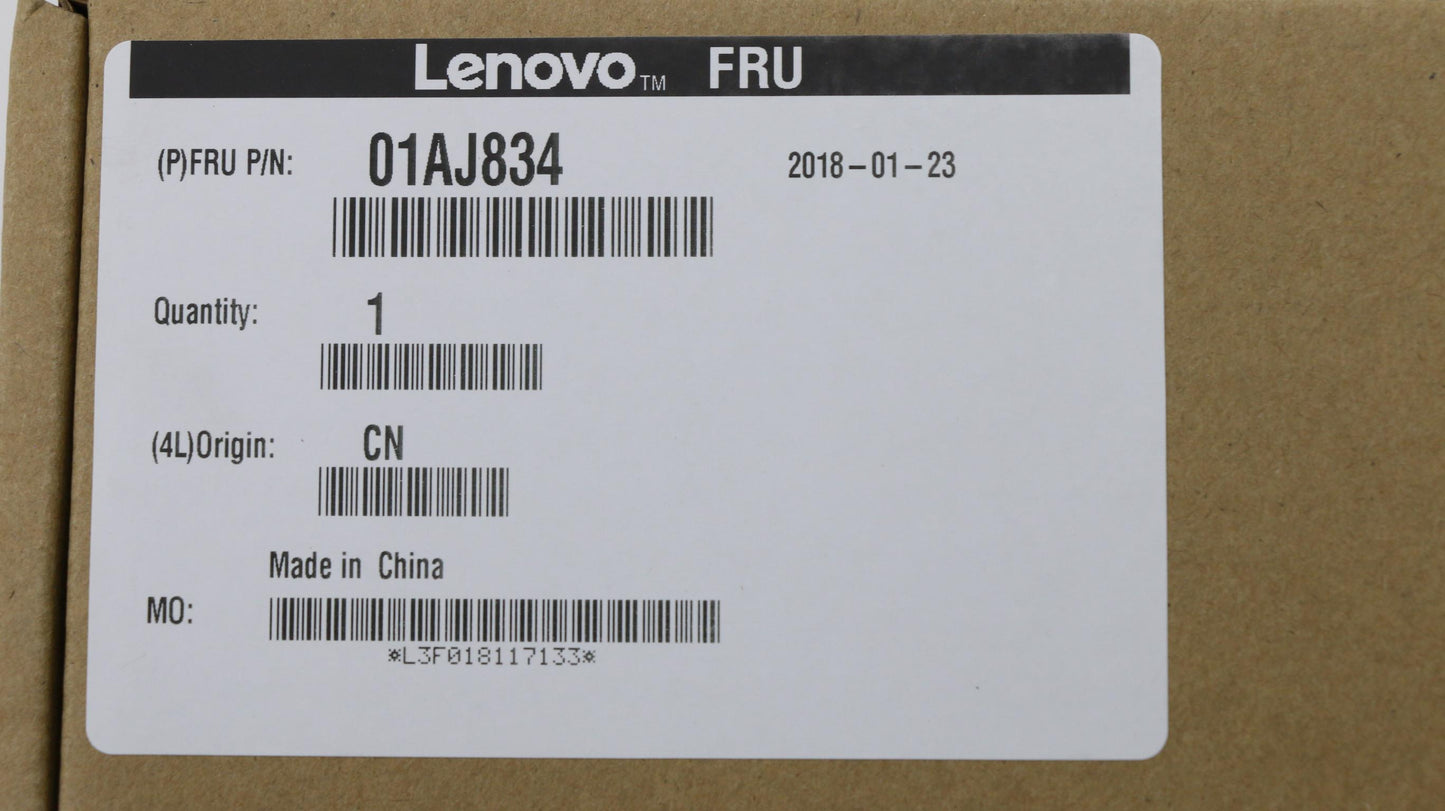 Lenovo™ FRU
(P)FRU P/N: 01AJ834 2018-01-23
Quantity: 1
(4L)Origin: CN
Made in China
MO:
*L3F018117133*